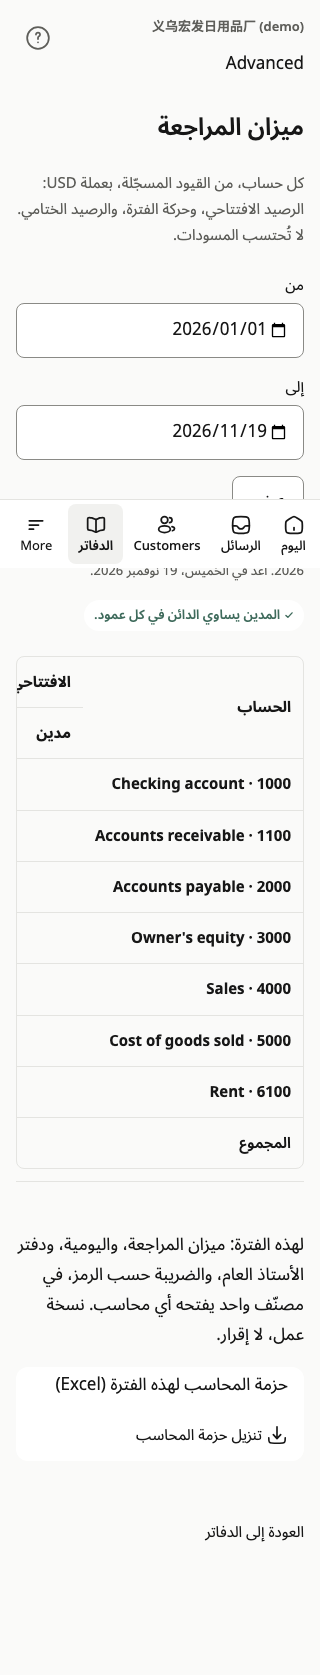 义乌宏发日用品厂 (demo)
Advanced
ميزان المراجعة
كل حساب، من القيود المسجّلة، بعملة USD:
الرصيد الافتتاحي، وحركة الفترة، والرصيد الختامي.
لا تُحتسب المسودات.
من
2026/01/01
إلى
2026/11/19
اليوم
الرسائل
Customers
الدفاتر
More
2026. أُعد في الخميس، 19 نوفمبر 2026.
المدين يساوي الدائن في كل عمود.
الحساب
الافتتاحي
مدين
1000 · Checking account
1100 · Accounts receivable
2000 · Accounts payable
3000 · Owner's equity
4000 · Sales
5000 · Cost of goods sold
6100 · Rent
المجموع
لهذه الفترة: ميزان المراجعة، واليومية، ودفتر
الأستاذ العام، والضريبة حسب الرمز، في
مصنّف واحد يفتحه أي محاسب. نسخة
عمل، لا إقرار.
حزمة المحاسب لهذه الفترة (Excel)
تنزيل حزمة المحاسب
العودة إلى الدفاتر